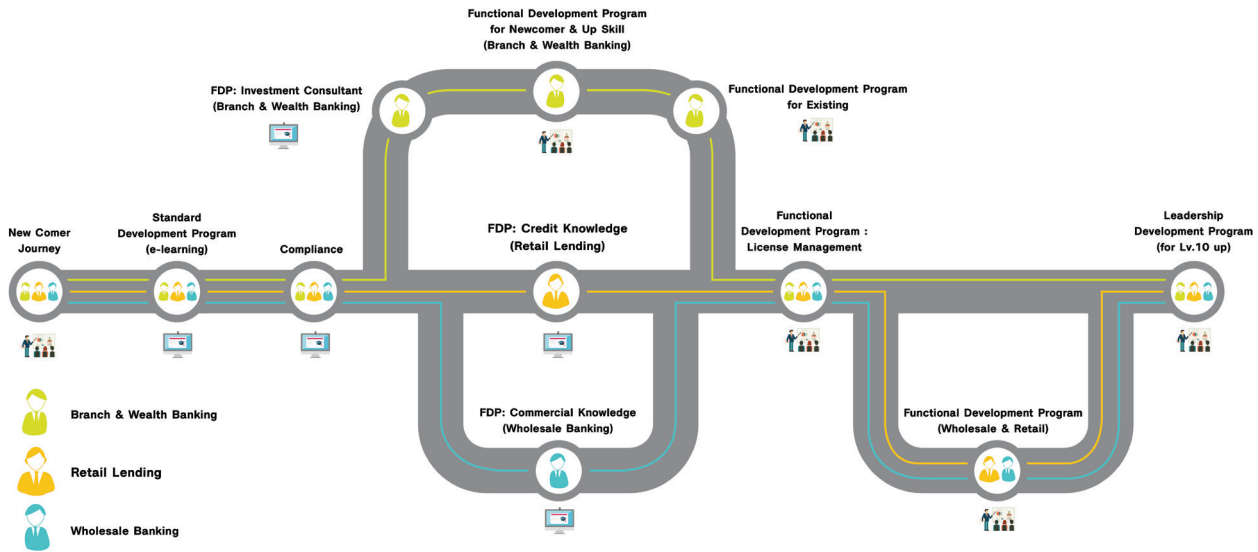 Functional Development Program
for Newcomer & Up Skill
(Branch & Wealth Banking)
FDP: Investment Consultant
(Branch & Wealth Banking)
Functional Development Program
for Existing
New Comer
Journey
Standard
Development Program
(e-learning)
Compliance
FDP: Credit Knowledge
(Retail Lending)
Functional
Development Program :
License Management
Leadership
Development Program
(for Lv.10 up)
Branch & Wealth Banking
Retail Lending
Wholesale Banking
FDP: Commercial Knowledge
(Wholesale Banking)
Functional Development Program
(Wholesale & Retail)